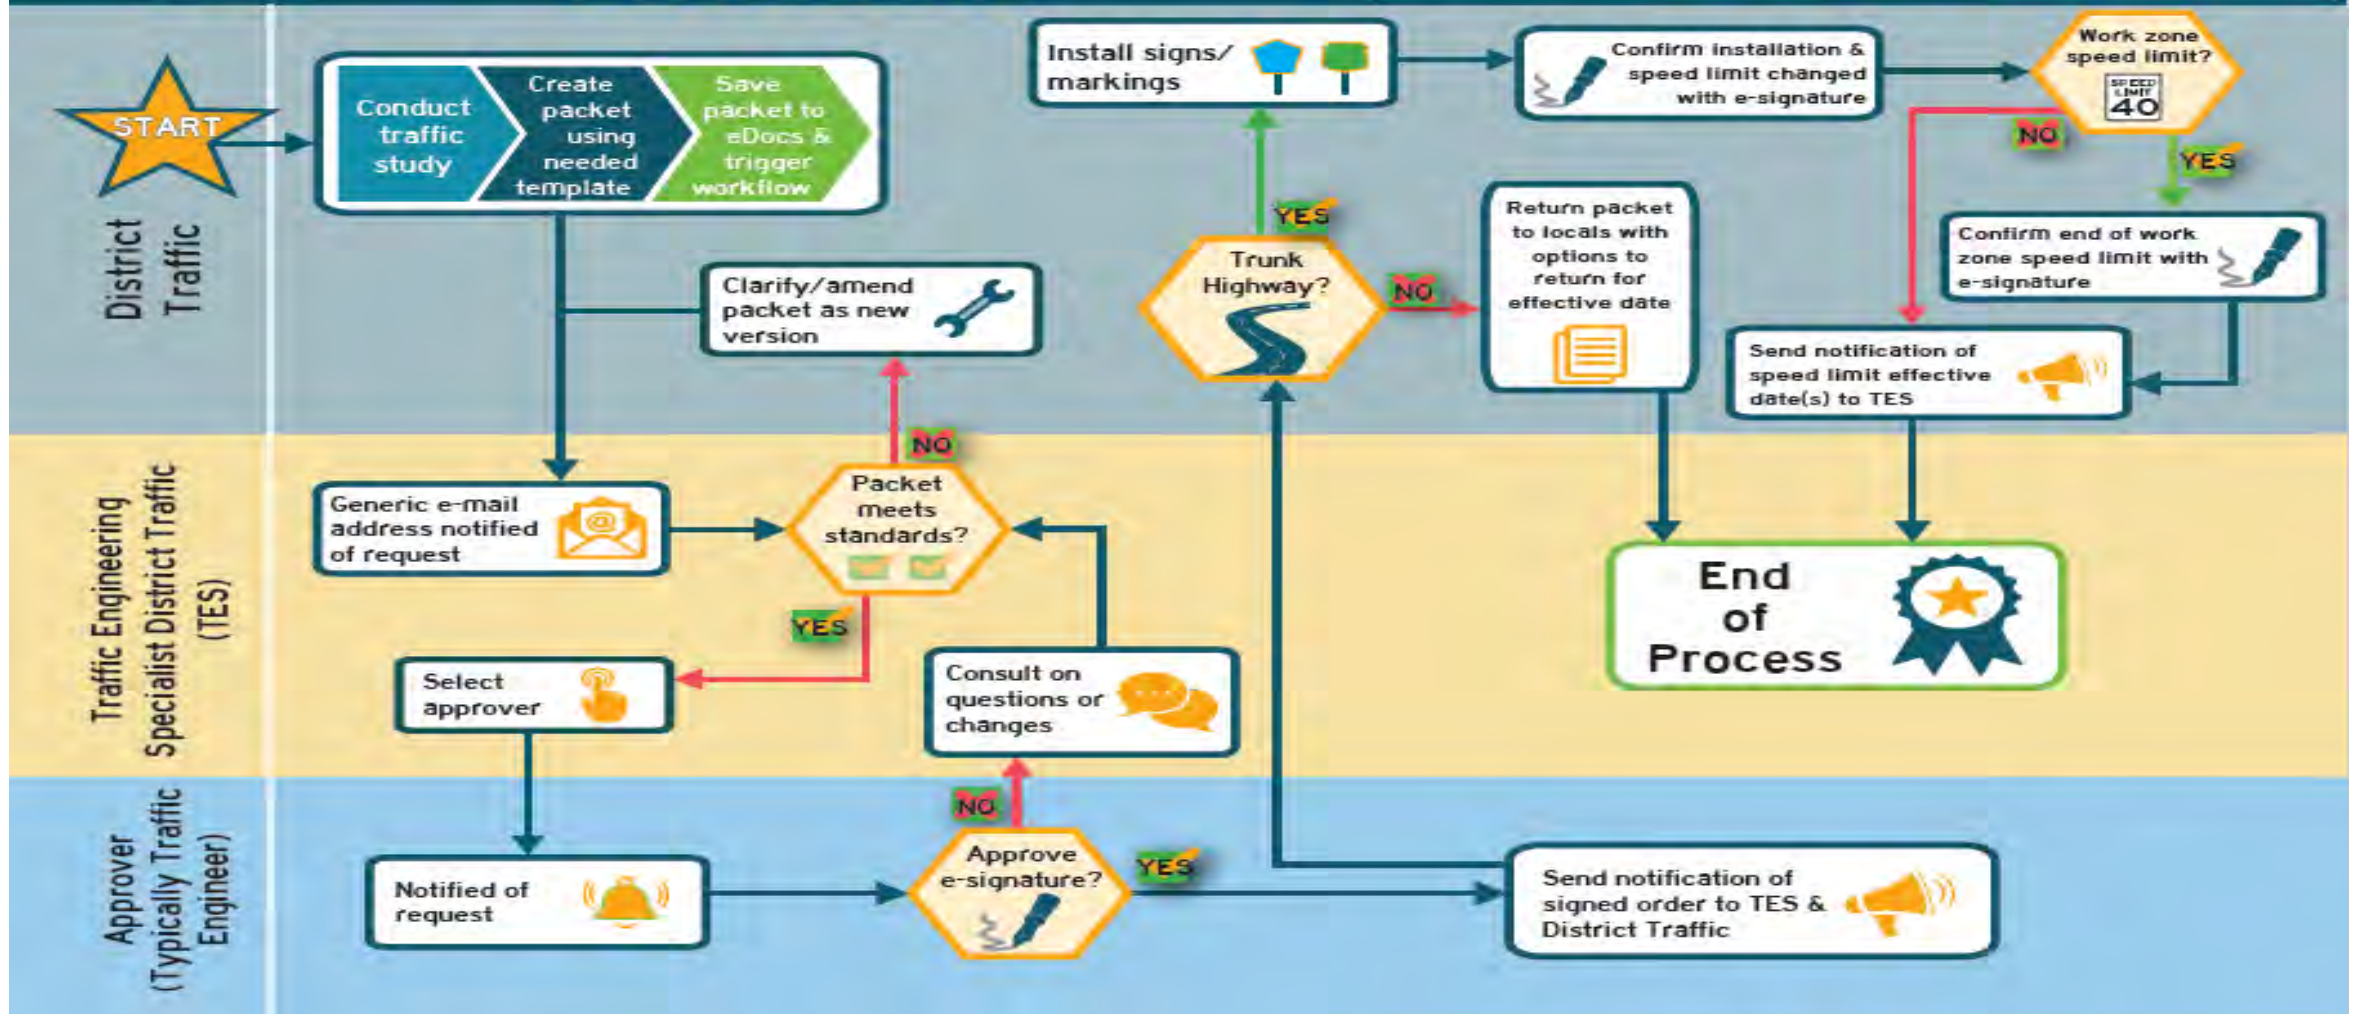 START
Conduct
traffic
study
Create
packet
using
needed
template
Save
packet to
eDocs &
trigger
workflow
Install signs/
markings
Confirm installation &
speed limit changed
with e-signature
Work zone
speed limit?
SPEED
LIMIT
40
NO
YES
District
Traffic
Clarify/amend
packet as new
version
YES
Trunk
Highway?
NO
Return packet
to locals with
options to
return for
effective date
Confirm end of work
zone speed limit with
e-signature
Send notification of
speed limit effective
date(s) to TES
Traffic Engineering
Specialist District Traffic
(TES)
NO
Generic e-mail
address notified
of request
@
Packet
meets
standards?
YES
Select
approver
Consult on
questions or
changes
End
of
Process
Approver
(Typically Traffic
Engineer)
NO
Notified of
request
Approve
e-signature?
YES
Send notification of
signed order to TES &
District Traffic